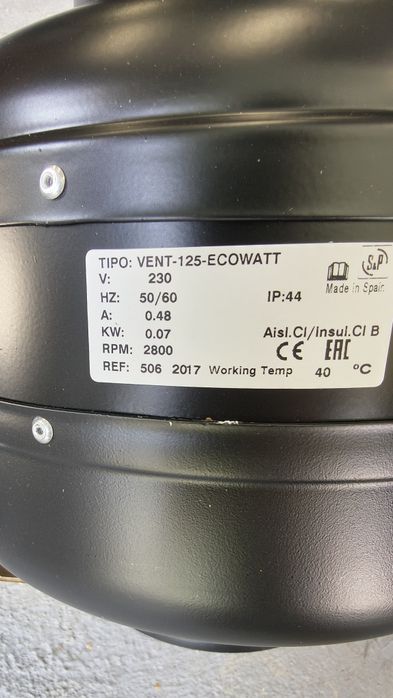 TIPO: VENT-125-ECOWATT
V: 230
HZ: 50/60 IP:44
A: 0.48
KW: 0.07 Aisl.Cl/Insul.Cl B
RPM: 2800 CE EAC
REF: 506 2017 Working Temp 40 ºC
S&P
Made in Spain.